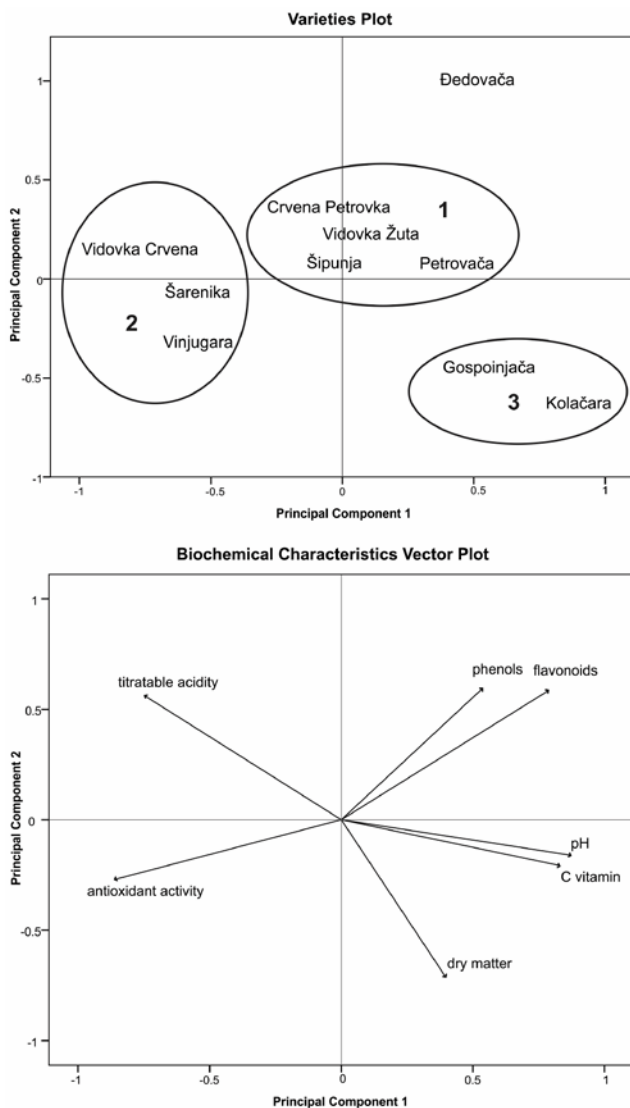 Varieties Plot
Principal Component 2
1
Đedovača
0.5
Crvena Petrovka
1
Vidovka Žuta
Vidovka Crvena
Šipunja
Petrovača
0
Šarenika
2
Vinjugara
Gospoinjača
-0.5
3
Kolačara
-1
-1
-0.5
0
0.5
1
Principal Component 1
Biochemical Characteristics Vector Plot
Principal Component 2
1
titratable acidity
phenols
flavonoids
0.5
0
pH
C vitamin
antioxidant activity
-0.5
dry matter
-1
-1
-0.5
0
0.5
1
Principal Component 1